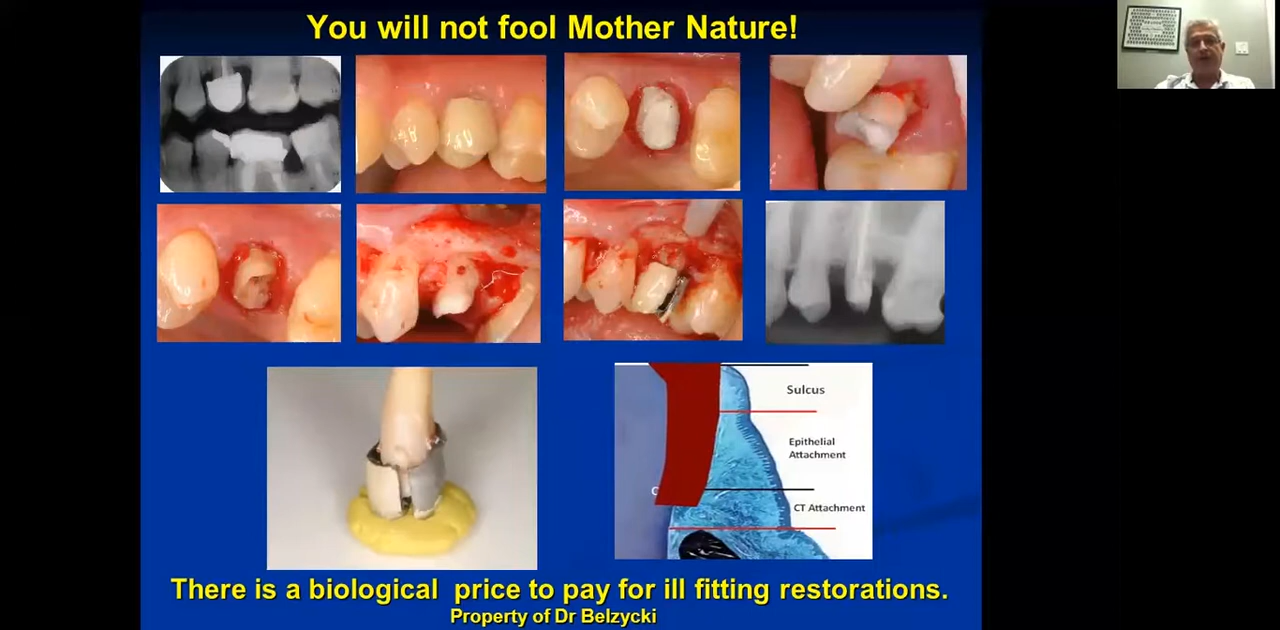 You will not fool Mother Nature!
Sulcus
Epithelial
Attachment
C
CT Attachment
There is a biological price to pay for ill fitting restorations.
Property of Dr Belzycki